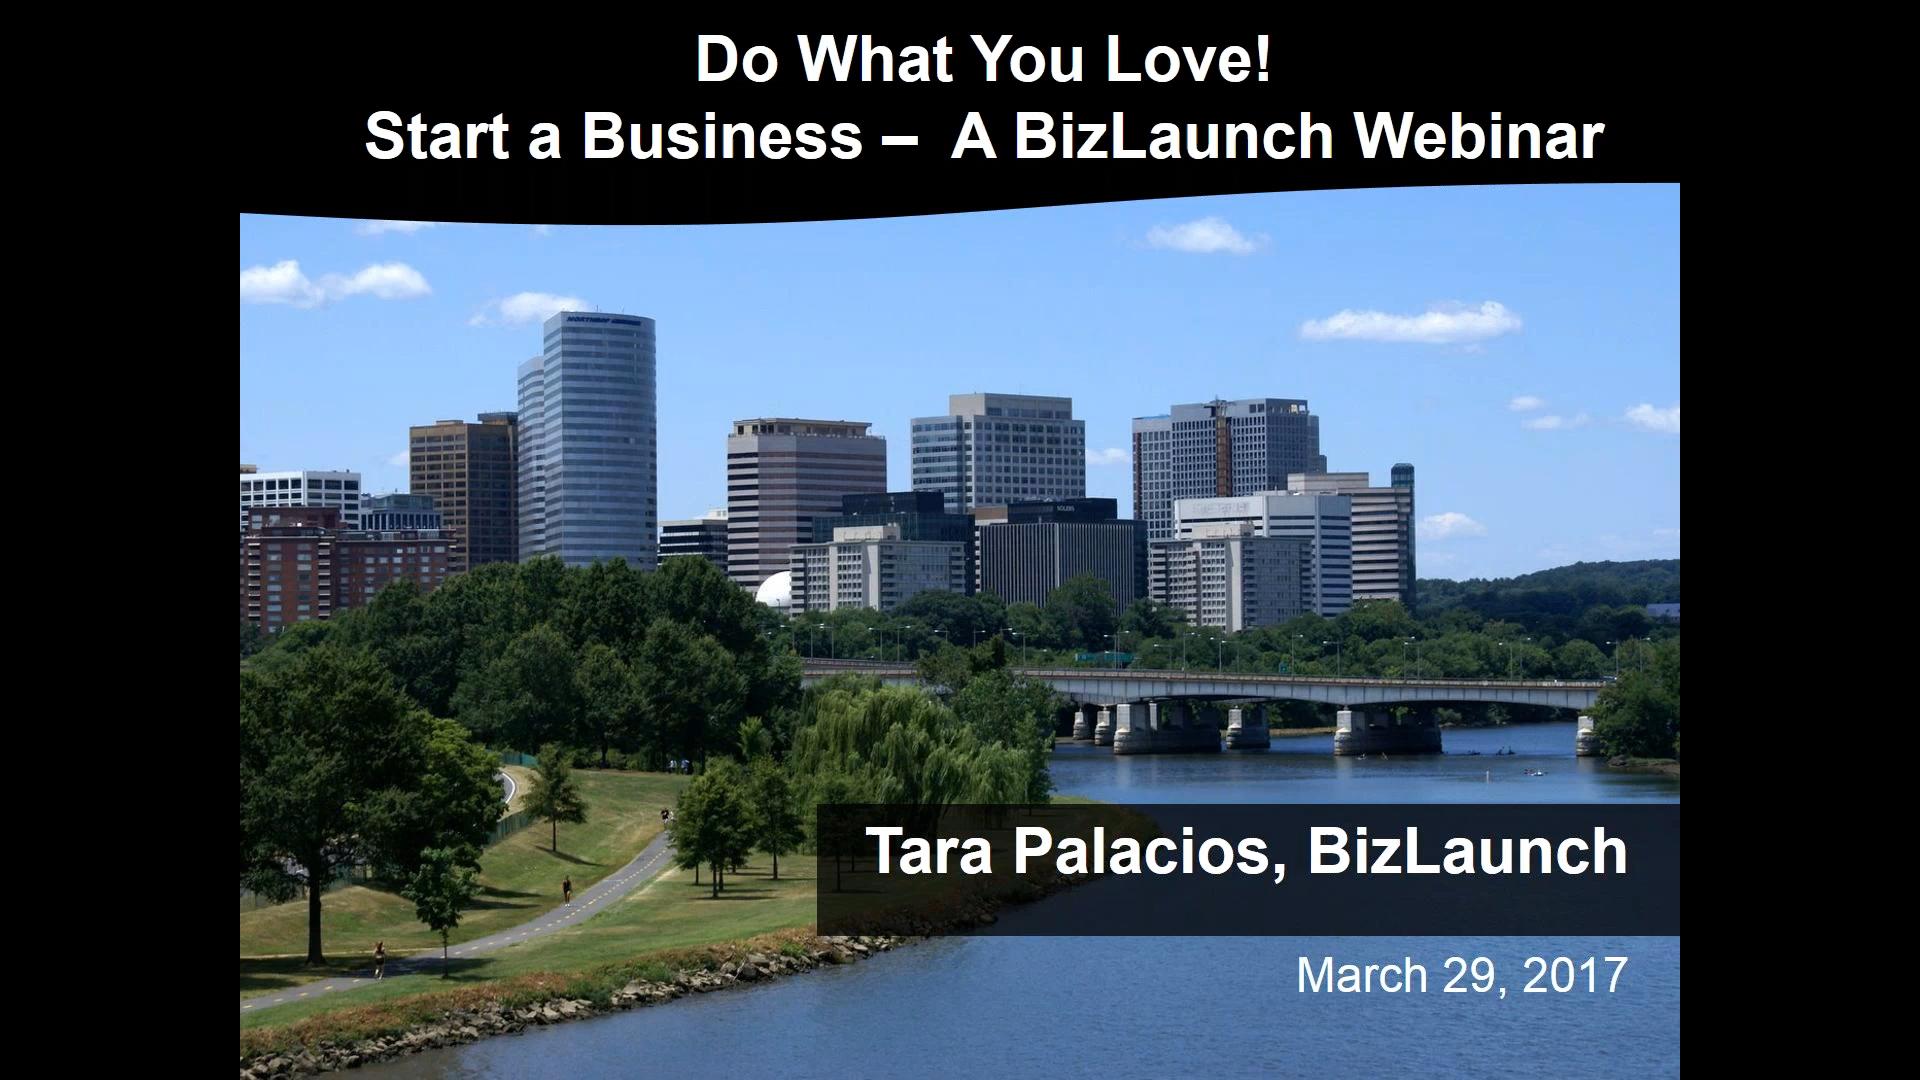 Do What You Love!
Start a Business – A BizLaunch Webinar
Tara Palacios, BizLaunch
March 29, 2017